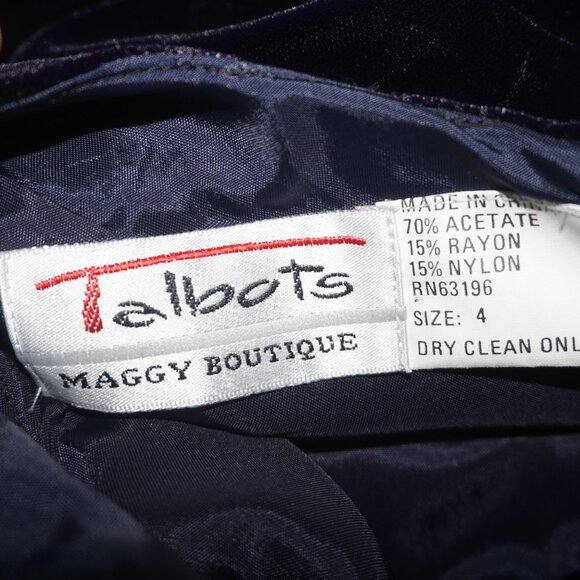 Talbots
MAGGY BOUTIQUE
MADE IN CHINA
70% ACETATE
15% RAYON
15% NYLON
RN63196
SIZE: 4
DRY CLEAN ONL